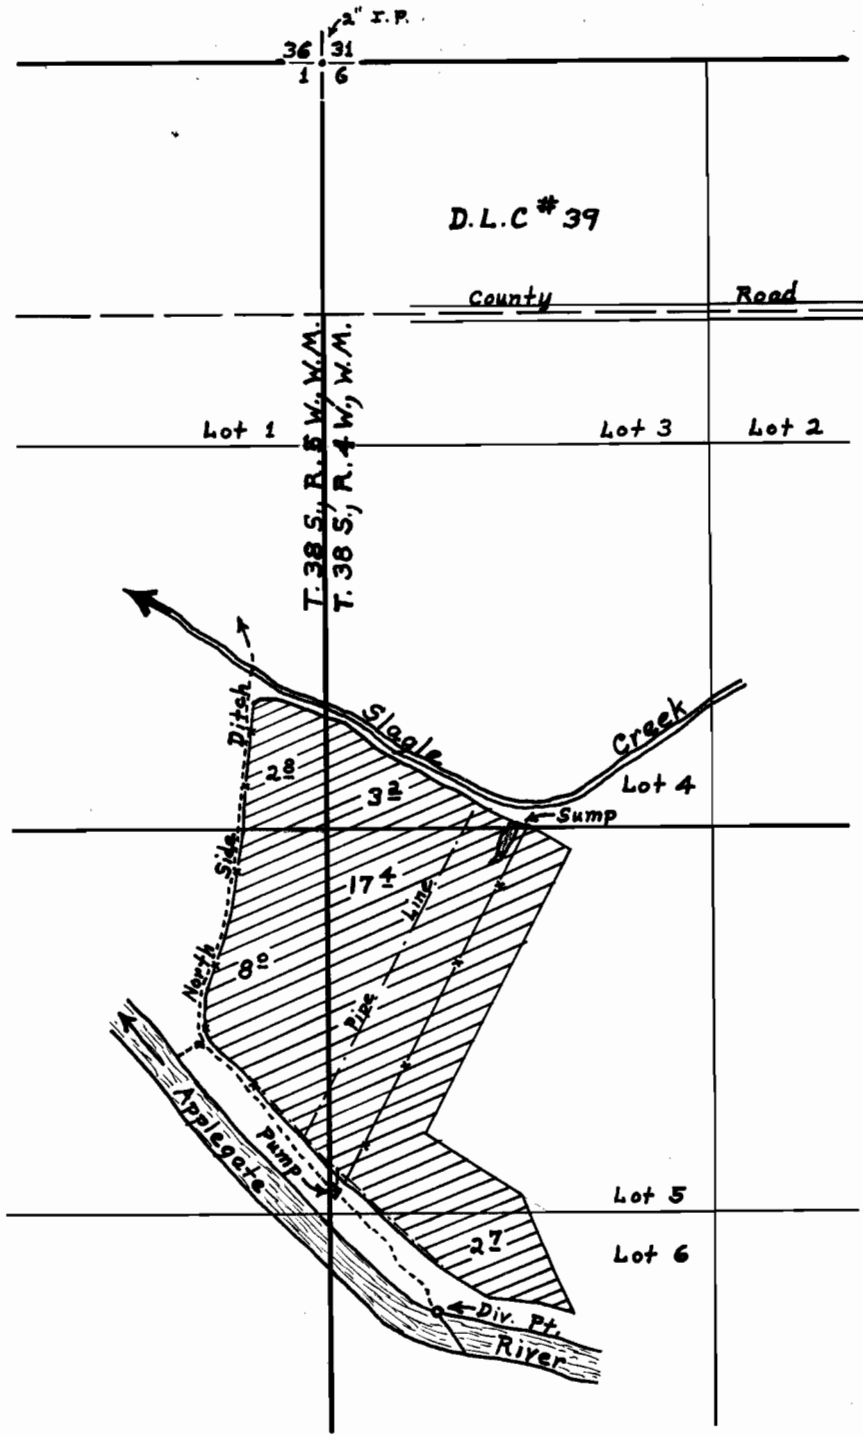 2" I.P.
36 31
1 6
D.L.C # 39
County Road
T. 38 S., R. 5 W., W.M.
T. 38 S., R. 4 W., W.M.
Lot 1
Lot 3
Lot 2
Slagle Creek
Lot 4
North Side Ditch
2 8
3 12
Sump
17 4
Pipe Line
8 10
Applegate River
Pump
Lot 5
Lot 6
2 7
Div. Pt.